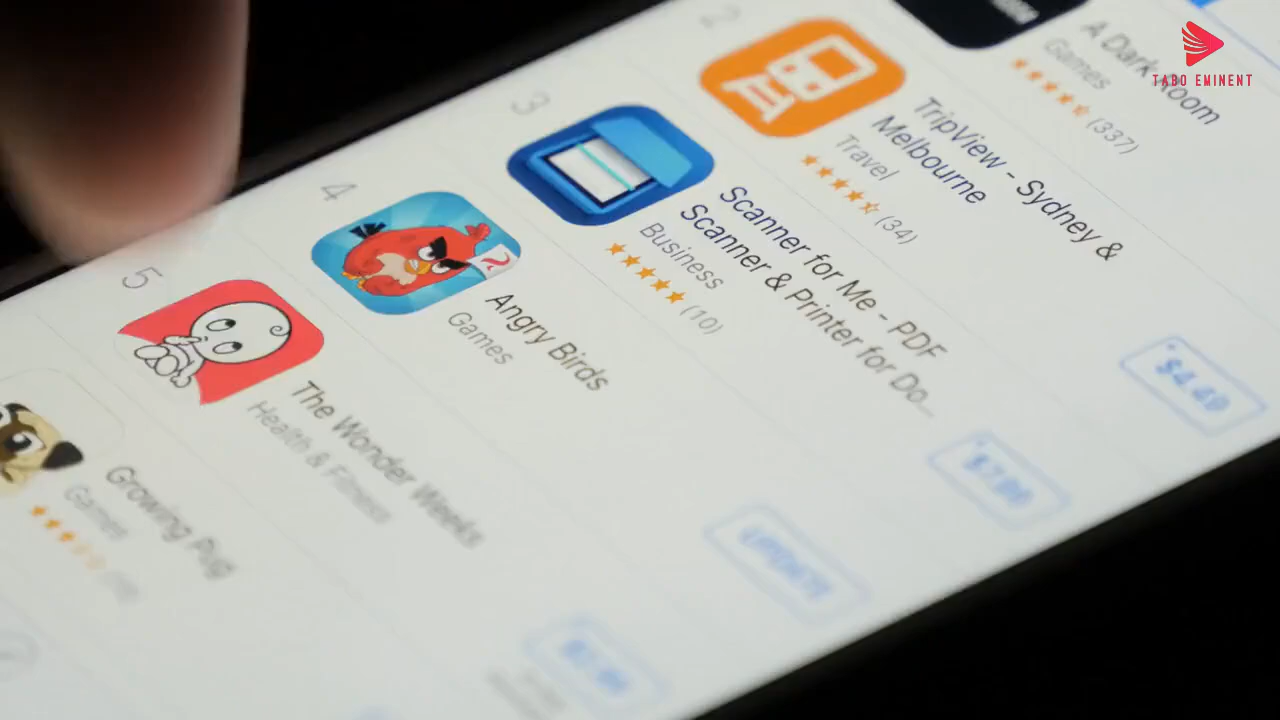 TABO EMINENT
A Dark Room
Games
(337)
2
TripView - Sydney &
Melbourne
Travel
(34)
$4.49
3
Scanner for Me - PDF
Scanner & Printer for Do...
Business
(10)
4
Angry Birds
Games
UPDATE
5
The Wonder Weeks
Health & Fitness
Growing Pug
Games